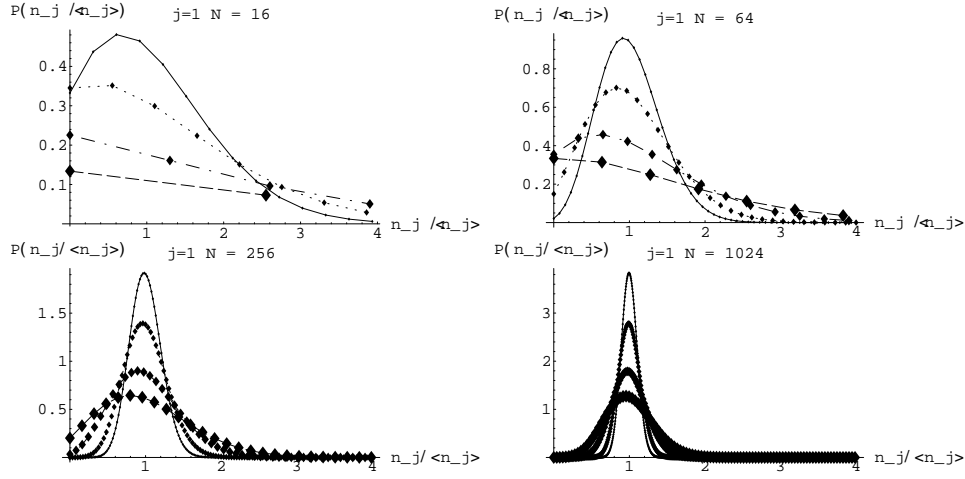 P(n_j/<n_j>)
j=1 N = 16
0.4
0.3
0.2
0.1
1 2 3 4
n_j/<n_j>
P(n_j/<n_j>)
j=1 N = 64
1
0.8
0.6
0.4
0.2
1 2 3 4
n_j/<n_j>
P(n_j/<n_j>)
j=1 N = 256
1.5
1
0.5
1 2 3 4
n_j/<n_j>
P(n_j/<n_j>)
j=1 N = 1024
3
2
1
1 2 3 4
n_j/<n_j>